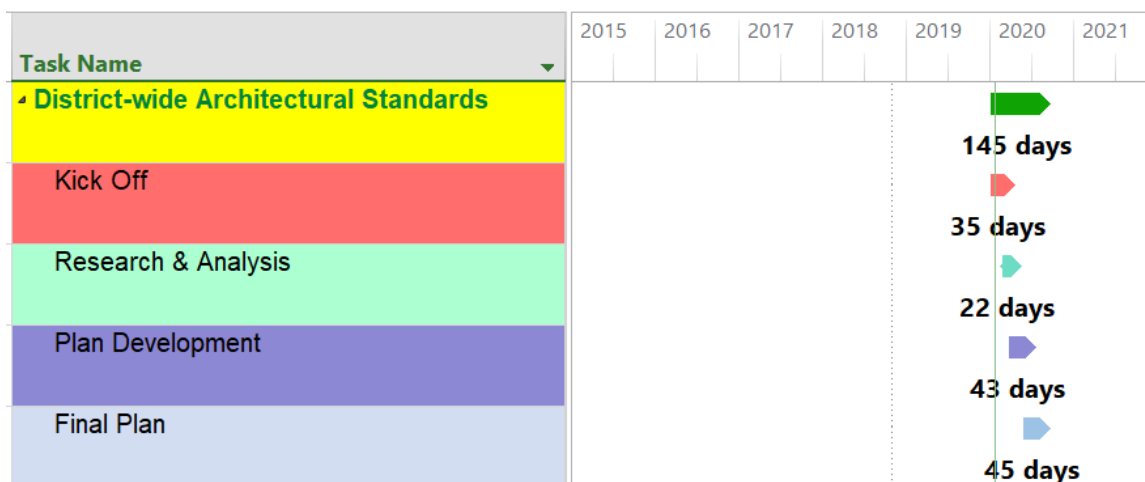 2015 2016 2017 2018 2019 2020 2021
Task Name
District-wide Architectural Standards
145 days
Kick Off
35 days
Research & Analysis
22 days
Plan Development
43 days
Final Plan
45 days